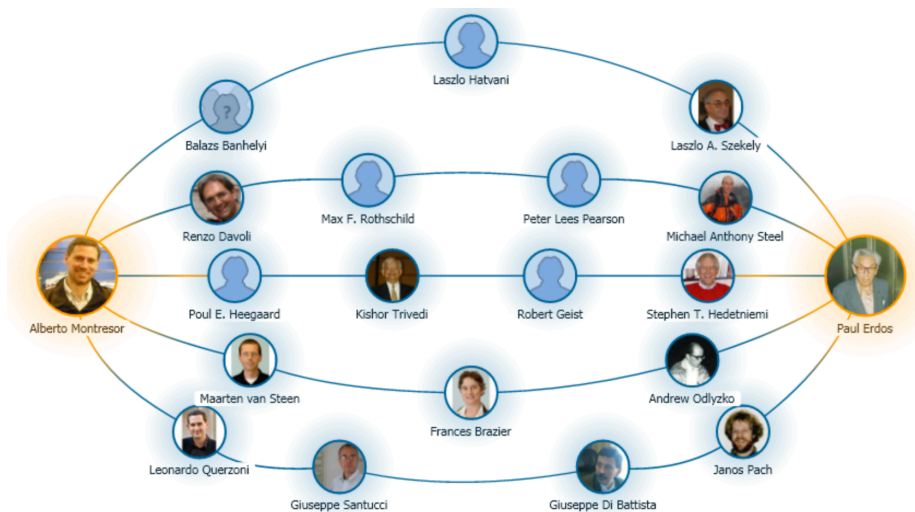 Laszlo Hatvani
?
Balazs Banhelyi
Laszlo A. Szekely
Renzo Davoli
Max F. Rothschild
Peter Lees Pearson
Michael Anthony Steel
Alberto Montresor
Poul E. Heegaard
Kishor Trivedi
Robert Geist
Stephen T. Hedetniemi
Paul Erdos
Maarten van Steen
Frances Brazier
Andrew Odlyzko
Leonardo Querzoni
Giuseppe Santucci
Giuseppe Di Battista
Janos Pach